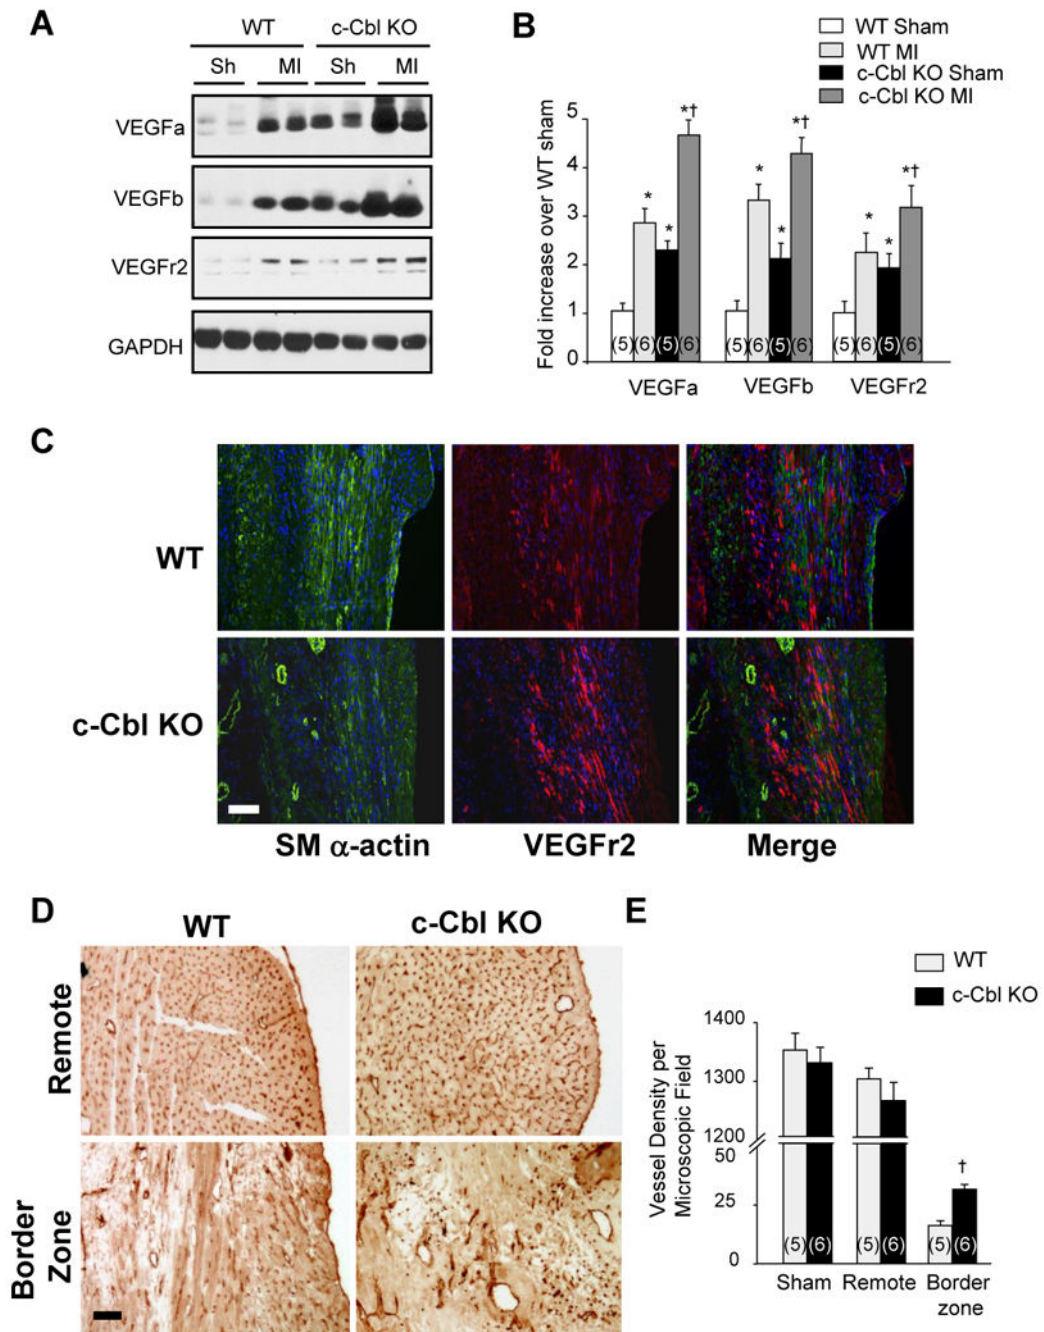 A
WT c-Cbl KO
Sh MI Sh MI
VEGFa
VEGFb
VEGFr2
GAPDH
B
WT Sham
WT MI
c-Cbl KO Sham
c-Cbl KO MI
Fold increase over WT sham
5
4
3
2
1
0
* * * *†
* * * *†
* * * *†
(5) (6) (5) (6) (5) (6) (5) (6) (5) (6) (5) (6)
VEGFa VEGFb VEGFr2
C
WT
c-Cbl KO
SM α-actin VEGFr2 Merge
D
WT c-Cbl KO
Remote
Border
Zone
E
WT
c-Cbl KO
Vessel Density per
Microscopic Field
1400
1300
1200
50
25
0
†
(5) (6) (5) (6) (5) (6)
Sham Remote Border
zone